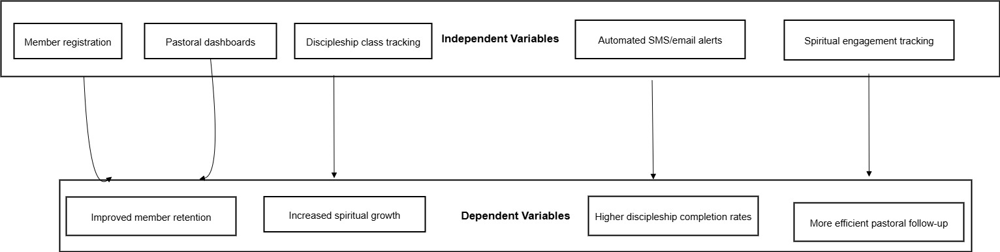 Member registration
Pastoral dashboards
Discipleship class tracking
Independent Variables
Automated SMS/email alerts
Spiritual engagement tracking
Improved member retention
Increased spiritual growth
Dependent Variables
Higher discipleship completion rates
More efficient pastoral follow-up